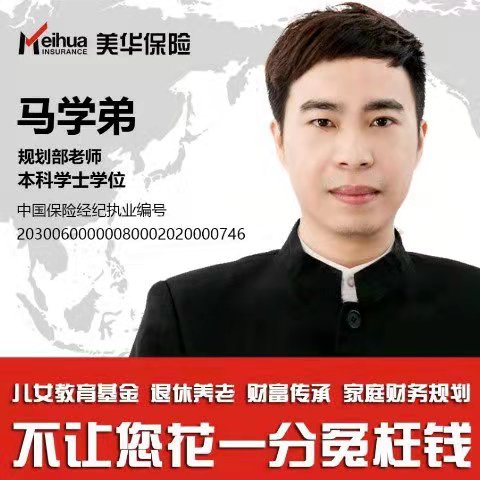 Meihua 美华保险
INSURANCE
马学弟
规划部老师
本科学士学位
中国保险经纪执业编号
20300600000080002020000746
儿女教育基金 退休养老 财富传承 家庭财务规划
不让您花一分冤枉钱